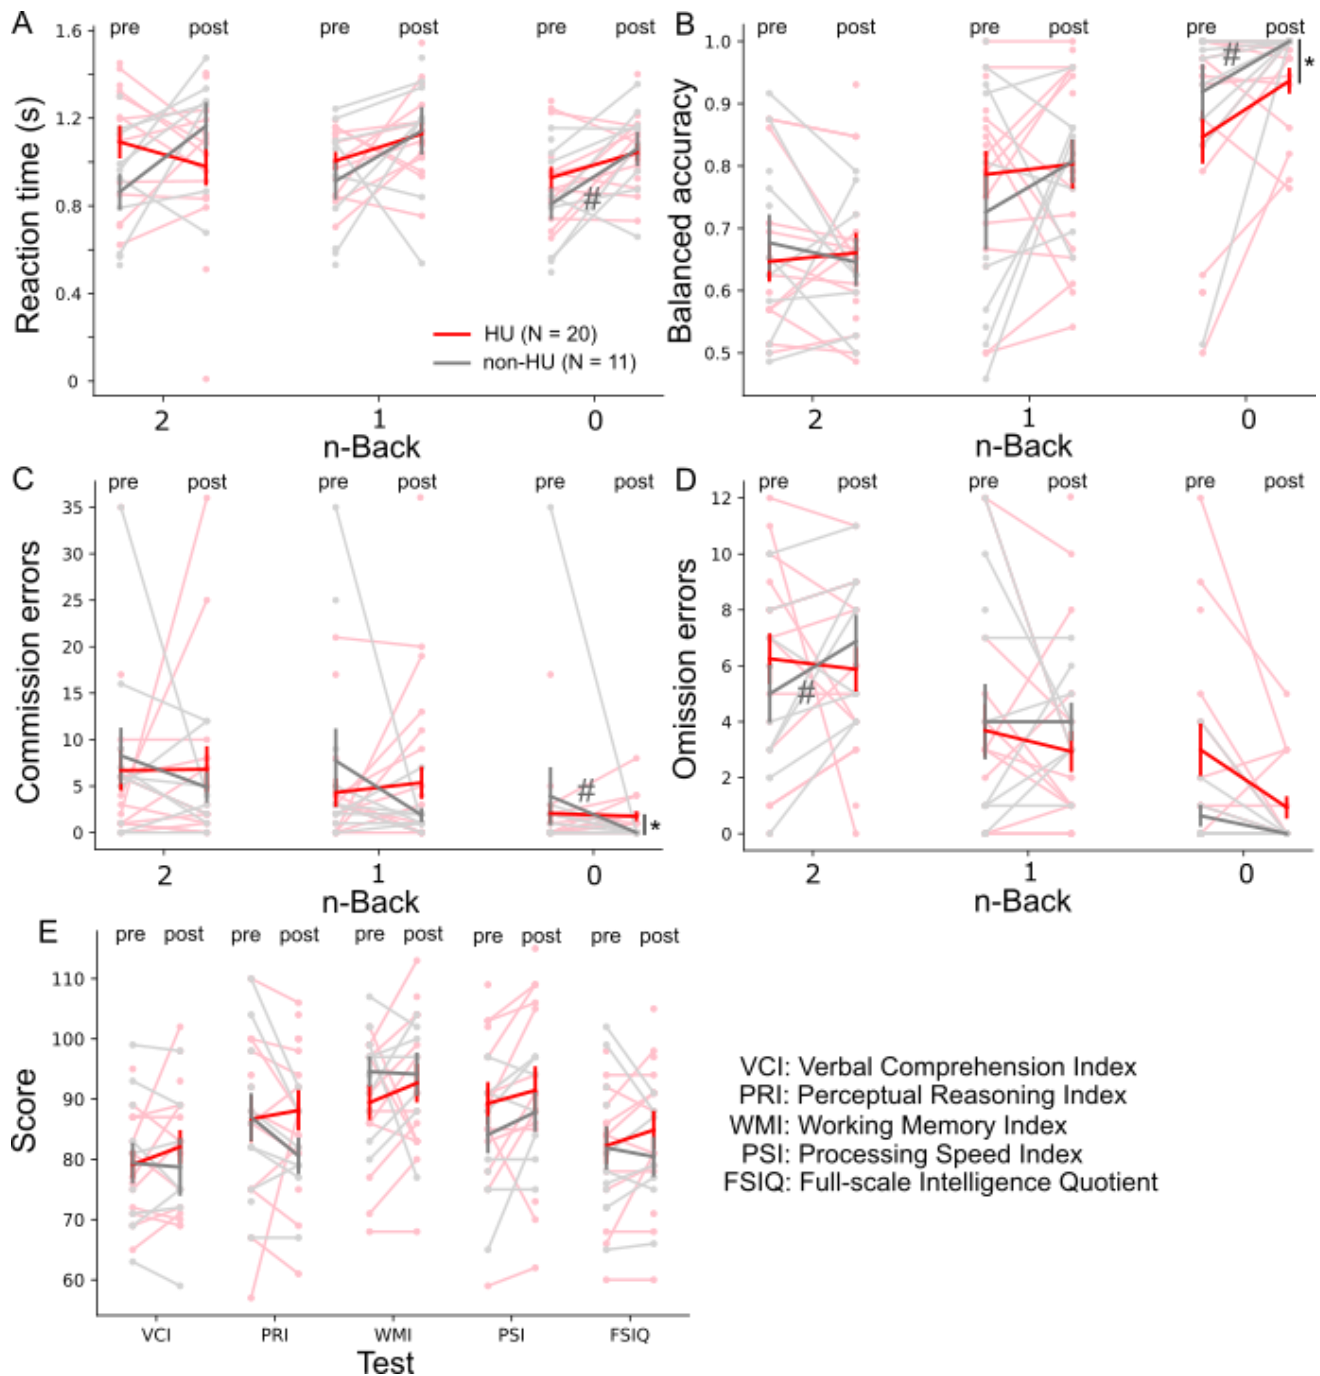 A
pre post pre post pre post
1.6
1.2
0.8
0.4
0
Reaction time (s)
#
HU (N = 20)
non-HU (N = 11)
2 1 0
n-Back
B
pre post pre post pre post
1.0
0.9
0.8
0.7
0.6
0.5
Balanced accuracy
#
*
2 1 0
n-Back
C
pre post pre post pre post
35
30
25
20
15
10
5
0
Commission errors
#
*
2 1 0
n-Back
D
pre post pre post pre post
12
10
8
6
4
2
0
Omission errors
#
2 1 0
n-Back
E
pre post pre post pre post pre post pre post
110
100
90
80
70
60
Score
VCI PRI WMI PSI FSIQ
Test
VCI: Verbal Comprehension Index
PRI: Perceptual Reasoning Index
WMI: Working Memory Index
PSI: Processing Speed Index
FSIQ: Full-scale Intelligence Quotient